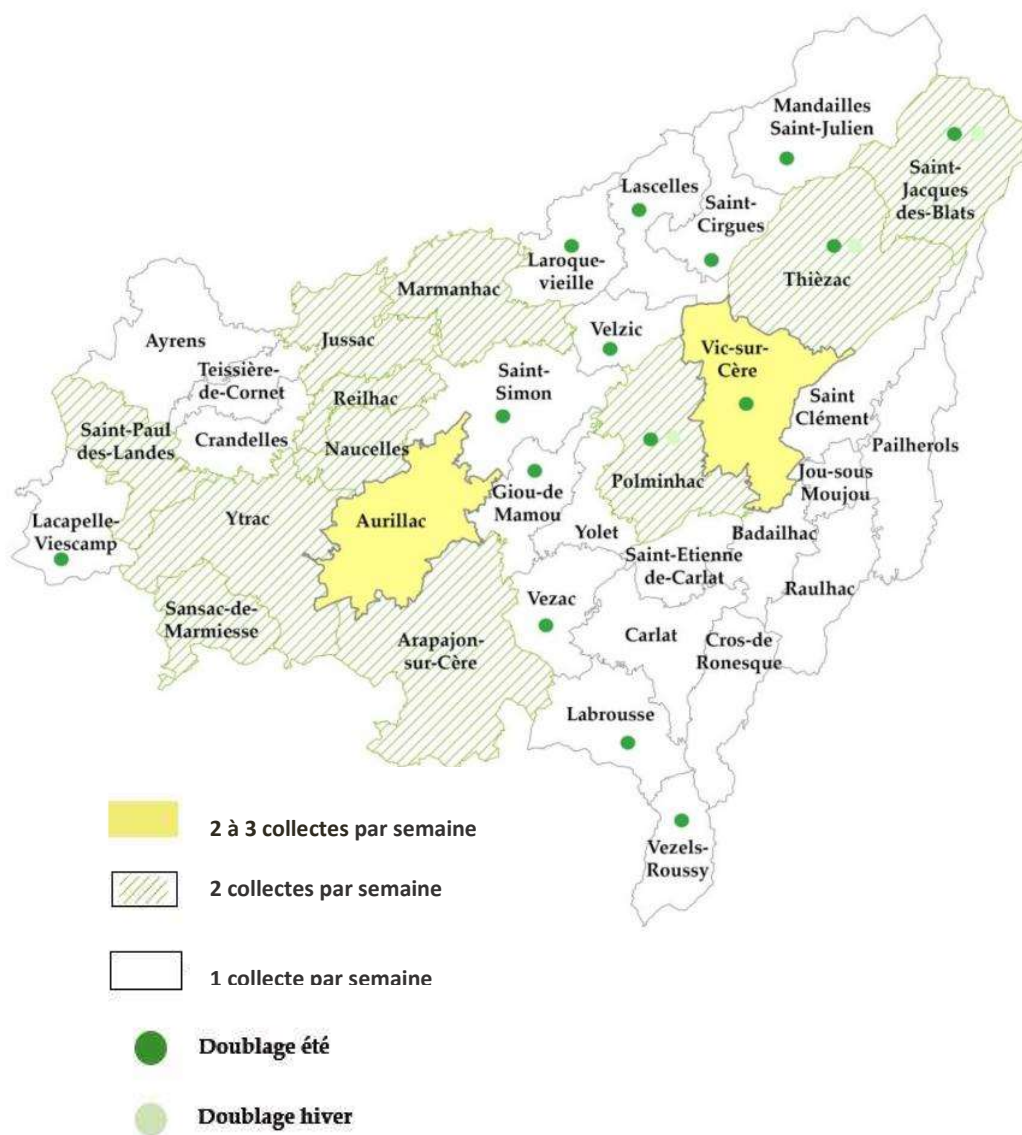 Mandailles
Saint-Julien
Saint-
Jacques
des-Blats
Lascelles
Saint-
Cirgues
Laroque-
vieille
Thièzac
Marmanhac
Ayrens
Jussac
Velzic
Vic-sur-
Cère
Teissière-
de-Cornet
Saint-
Simon
Reilhac
Saint
Clément
Saint-Paul
des-Landes
Crandelles
Naucelles
Pailherols
Polminhac
Jou-sous
Moujou
Giou-de
Mamou
Lacapelle-
Viescamp
Ytrac
Aurillac
Yolet
Badailhac
Saint-Etienne
de-Carlat
Raulhac
Vezac
Sansac-de-
Marmiesse
Arapajon-
sur-Cère
Carlat
Cros-de
Ronesque
Labrousse
Vezels-
Roussy
2 à 3 collectes par semaine
2 collectes par semaine
1 collecte par semaine
Doublage été
Doublage hiver